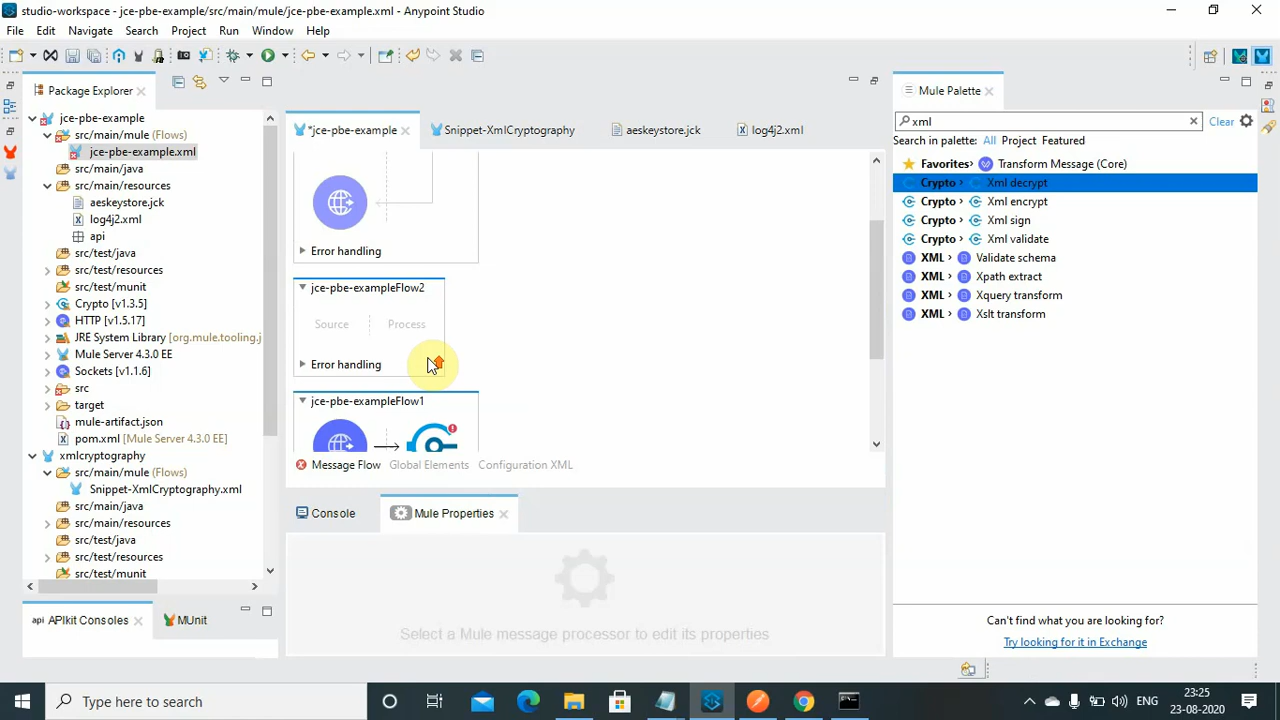 studio-workspace - jce-pbe-example/src/main/mule/jce-pbe-example.xml - Anypoint Studio
File Edit Navigate Search Project Run Window Help
Package Explorer
jce-pbe-example
src/main/mule (Flows)
jce-pbe-example.xml
src/main/java
src/main/resources
aeskeystore.jck
log4j2.xml
api
src/test/java
src/test/resources
src/test/munit
Crypto [v1.3.5]
HTTP [v1.5.17]
JRE System Library [org.mule.tooling.j
Mule Server 4.3.0 EE
Sockets [v1.1.6]
src
target
mule-artifact.json
pom.xml [Mule Server 4.3.0 EE]
xmlcryptography
src/main/mule (Flows)
Snippet-XmlCryptography.xml
src/main/java
src/main/resources
src/test/java
src/test/resources
src/test/munit
APIkit Consoles MUnit
*jce-pbe-example Snippet-XmlCryptography aeskeystore.jck log4j2.xml
Error handling
jce-pbe-exampleFlow2
Source Process
Error handling
jce-pbe-exampleFlow1
Message Flow Global Elements Configuration XML
Console Mule Properties
Select a Mule message processor to edit its properties
Mule Palette
xml Clear
Search in palette: All Project Featured
Favorites> Transform Message (Core)
Crypto > Xml decrypt
Crypto > Xml encrypt
Crypto > Xml sign
Crypto > Xml validate
XML > Validate schema
XML > Xpath extract
XML > Xquery transform
XML > Xslt transform
Can't find what you are looking for?
Try looking for it in Exchange
Type here to search
ENG
23:25
23-08-2020